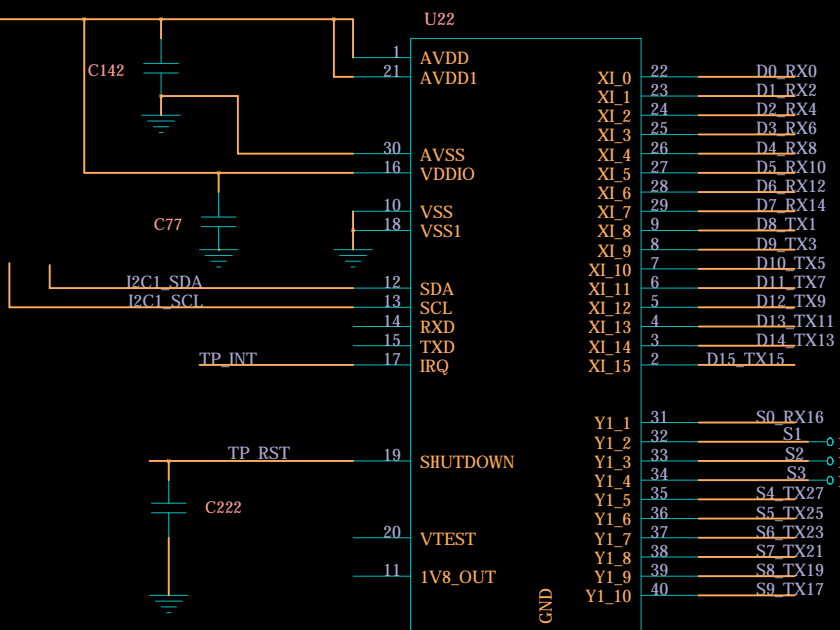 U22
1 AVDD
21 AVDD1
C142
30 AVSS
16 VDDIO
10 VSS
18 VSS1
C77
I2C1_SDA 12 SDA
I2C1_SCL 13 SCL
14 RXD
15 TXD
TP_INT 17 IRQ
TP_RST 19 SHUTDOWN
C222
20 VTEST
11 1V8_OUT
GND
XI_0 22 D0_RX0
XI_1 23 D1_RX2
XI_2 24 D2_RX4
XI_3 25 D3_RX6
XI_4 26 D4_RX8
XI_5 27 D5_RX10
XI_6 28 D6_RX12
XI_7 29 D7_RX14
XI_8 9 D8_TX1
XI_9 8 D9_TX3
XI_10 7 D10_TX5
XI_11 6 D11_TX7
XI_12 5 D12_TX9
XI_13 4 D13_TX11
XI_14 3 D14_TX13
XI_15 2 D15_TX15
Y1_1 31 S0_RX16
Y1_2 32 S1
Y1_3 33 S2
Y1_4 34 S3
Y1_5 35 S4_TX27
Y1_6 36 S5_TX25
Y1_7 37 S6_TX23
Y1_8 38 S7_TX21
Y1_9 39 S8_TX19
Y1_10 40 S9_TX17